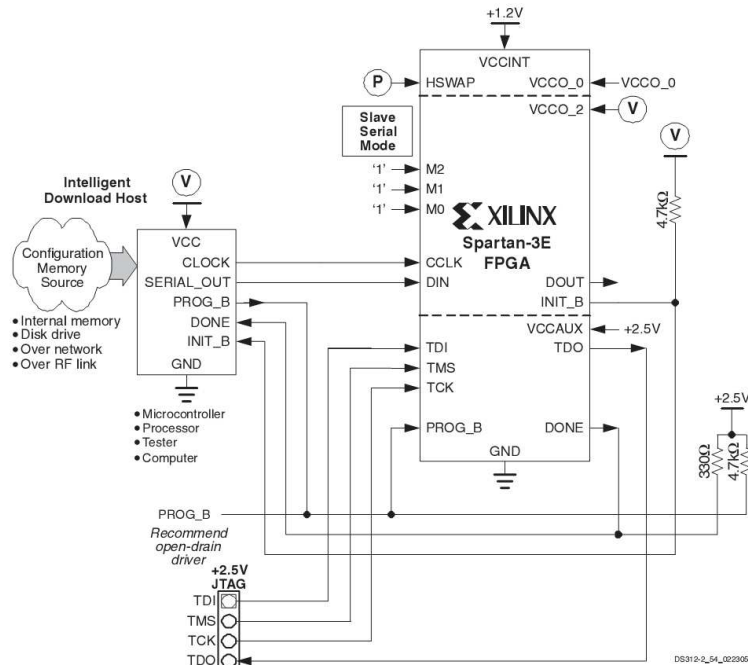 +1.2V
VCCINT
P
HSWAP
VCCO_0
VCCO_0
VCCO_2
V
Slave
Serial
Mode
V
'1'
M2
'1'
M1
'1'
M0
4.7kΩ
XILINX
Spartan-3E
FPGA
Intelligent
Download Host
V
Configuration
Memory
Source
VCC
CLOCK
CCLK
SERIAL_OUT
DIN
DOUT
PROG_B
INIT_B
DONE
INIT_B
GND
• Internal memory
• Disk drive
• Over network
• Over RF link
VCCAUX
+2.5V
TDI
TDO
TMS
TCK
• Microcontroller
• Processor
• Tester
• Computer
+2.5V
PROG_B
DONE
GND
330Ω
4.7kΩ
PROG_B
Recommend
open-drain
driver
+2.5V
JTAG
TDI
TMS
TCK
TDO
DS312-2_54_022305